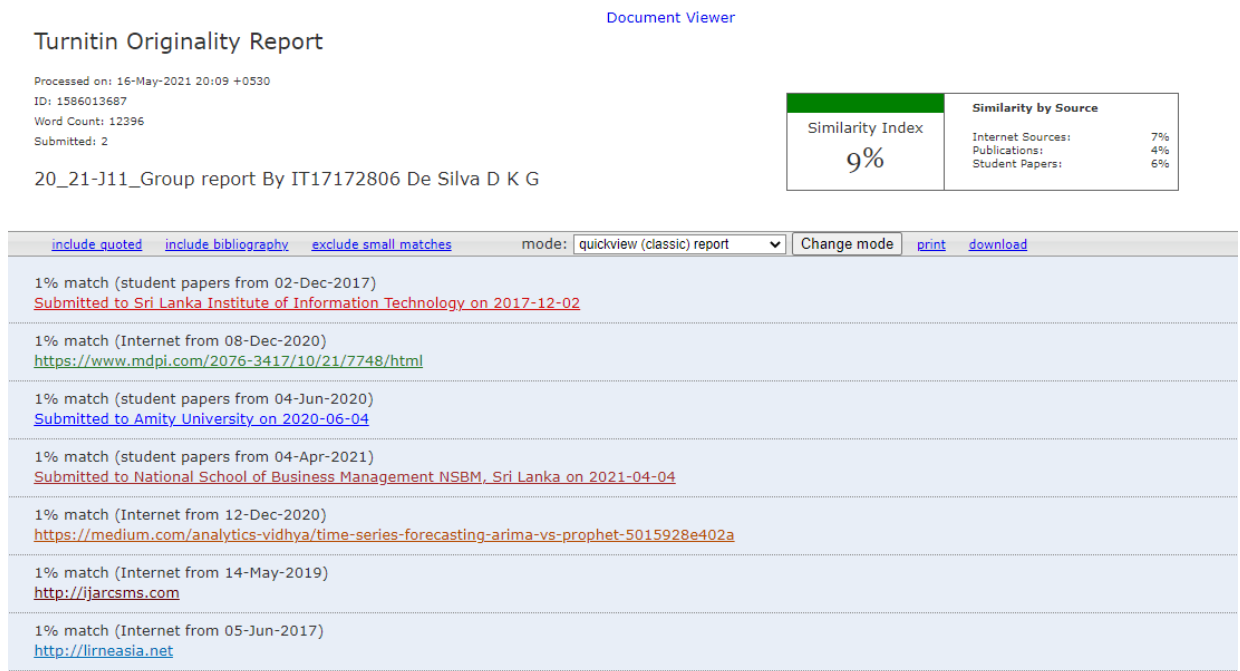 Document Viewer
Turnitin Originality Report
Processed on: 16-May-2021 20:09 +0530
ID: 1586013687
Word Count: 12396
Submitted: 2
20_21-J11_Group report By IT17172806 De Silva D K G
Similarity Index
9%
Similarity by Source
Internet Sources: 7%
Publications: 4%
Student Papers: 6%
include quoted include bibliography exclude small matches mode: quickview (classic) report Change mode print download
1% match (student papers from 02-Dec-2017)
Submitted to Sri Lanka Institute of Information Technology on 2017-12-02
1% match (Internet from 08-Dec-2020)
https://www.mdpi.com/2076-3417/10/21/7748/html
1% match (student papers from 04-Jun-2020)
Submitted to Amity University on 2020-06-04
1% match (student papers from 04-Apr-2021)
Submitted to National School of Business Management NSBM, Sri Lanka on 2021-04-04
1% match (Internet from 12-Dec-2020)
https://medium.com/analytics-vidhya/time-series-forecasting-arima-vs-prophet-5015928e402a
1% match (Internet from 14-May-2019)
http://ijarcsms.com
1% match (Internet from 05-Jun-2017)
http://lirneasia.net